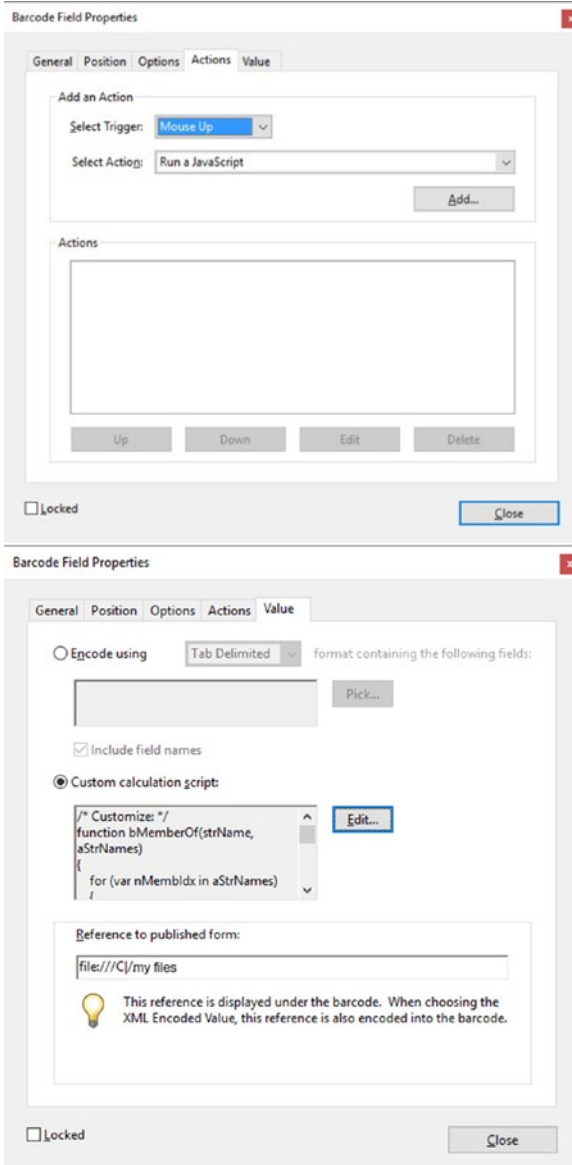 Barcode Field Properties
x
General Position Options Actions Value
Add an Action
Select Trigger: Mouse Up
Select Action: Run a JavaScript
Add...
Actions
Up Down Edit Delete
Locked
Close
Barcode Field Properties
x
General Position Options Actions Value
Encode using Tab Delimited format containing the following fields:
Pick...
Include field names
Custom calculation script:
/* Customize: */
function bMemberOf(strName,
aStrNames)
{
for (var nMembIdx in aStrNames)
{
Edit...
Reference to published form:
file:///C|/my files
This reference is displayed under the barcode. When choosing the
XML Encoded Value, this reference is also encoded into the barcode.
Locked
Close